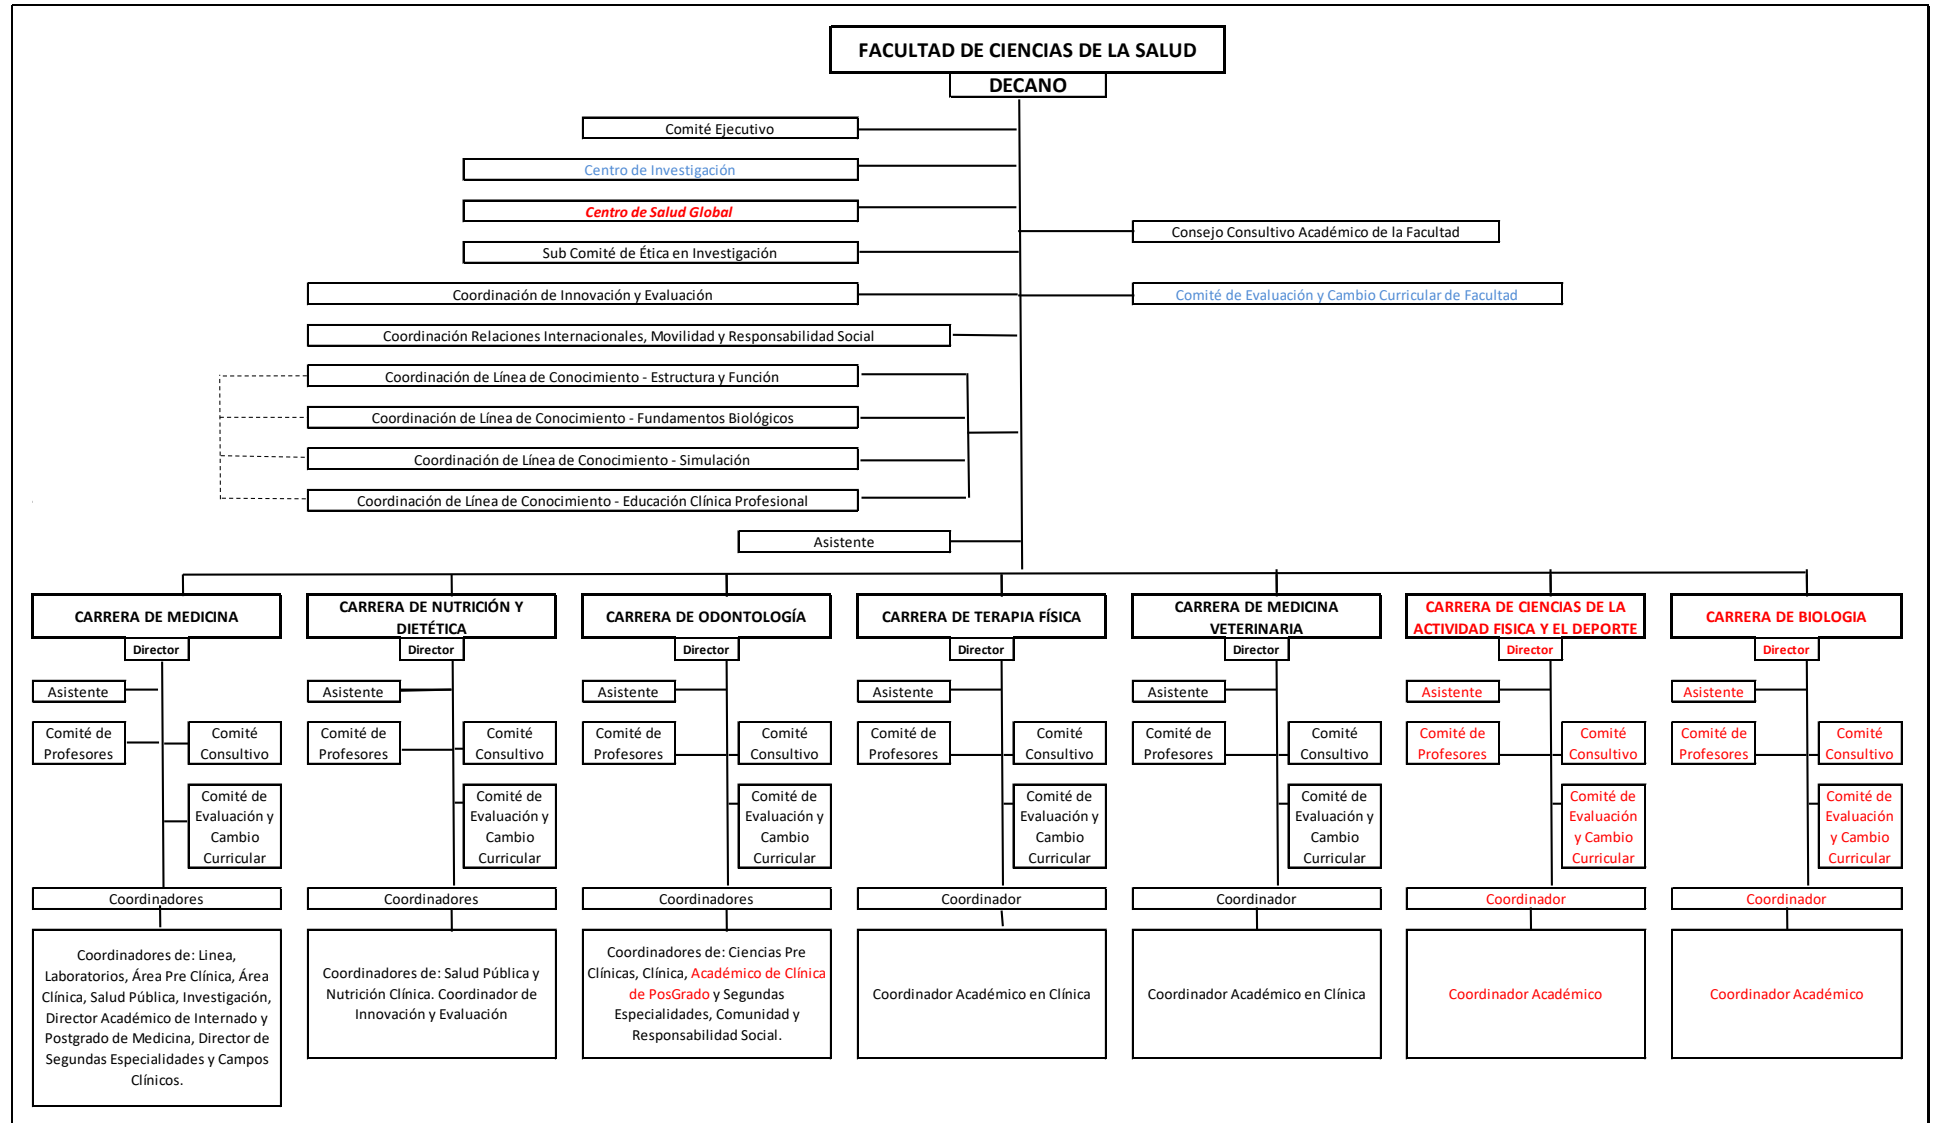 FACULTAD DE CIENCIAS DE LA SALUD
DECANO
Comité Ejecutivo
Centro de Investigación
Centro de Salud Global
Consejo Consultivo Académico de la Facultad
Sub Comité de Ética en Investigación
Coordinación de Innovación y Evaluación
Comité de Evaluación y Cambio Curricular de Facultad
Coordinación Relaciones Internacionales, Movilidad y Responsabilidad Social
Coordinación de Línea de Conocimiento - Estructura y Función
Coordinación de Línea de Conocimiento - Fundamentos Biológicos
Coordinación de Línea de Conocimiento - Simulación
Coordinación de Línea de Conocimiento - Educación Clínica Profesional
Asistente
CARRERA DE MEDICINA
Director
Asistente
Comité de
Profesores
Comité
Consultivo
Comité de
Evaluación y
Cambio
Curricular
Coordinadores
Coordinadores de: Linea,
Laboratorios, Área Pre Clínica, Área
Clínica, Salud Pública, Investigación,
Director Académico de Internado y
Postgrado de Medicina, Director de
Segundas Especialidades y Campos
Clínicos.
CARRERA DE NUTRICIÓN Y
DIETÉTICA
Director
Asistente
Comité de
Profesores
Comité
Consultivo
Comité de
Evaluación y
Cambio
Curricular
Coordinadores
Coordinadores de: Salud Pública y
Nutrición Clínica. Coordinador de
Innovación y Evaluación
CARRERA DE ODONTOLOGÍA
Director
Asistente
Comité de
Profesores
Comité
Consultivo
Comité de
Evaluación y
Cambio
Curricular
Coordinadores
Coordinadores de: Ciencias Pre
Clínicas, Clínica, Académico de Clínica
de PosGrado y Segundas
Especialidades, Comunidad y
Responsabilidad Social.
CARRERA DE TERAPIA FÍSICA
Director
Asistente
Comité de
Profesores
Comité
Consultivo
Comité de
Evaluación y
Cambio
Curricular
Coordinador
Coordinador Académico en Clínica
CARRERA DE MEDICINA
VETERINARIA
Director
Asistente
Comité de
Profesores
Comité
Consultivo
Comité de
Evaluación y
Cambio
Curricular
Coordinador
Coordinador Académico en Clínica
CARRERA DE CIENCIAS DE LA
ACTIVIDAD FISICA Y EL DEPORTE
Director
Asistente
Comité de
Profesores
Comité
Consultivo
Comité de
Evaluación
y Cambio
Curricular
Coordinador
Coordinador Académico
CARRERA DE BIOLOGIA
Director
Asistente
Comité de
Profesores
Comité
Consultivo
Comité de
Evaluación
y Cambio
Curricular
Coordinador
Coordinador Académico